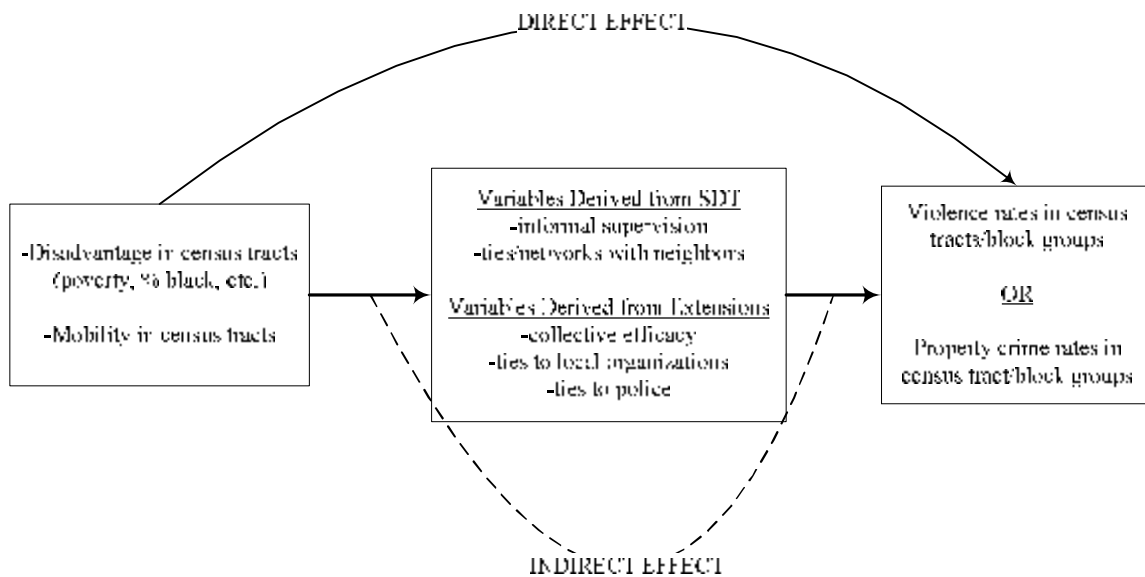 DIRECT EFFECT
-Disadvantage in census tracts
(poverty, % black, etc.)
-Mobility in census tracts
Variables Derived from SDT
-informal supervision
-ties/networks with neighbors
Variables Derived from Extensions
-collective efficacy
-ties to local organizations
-ties to police
Violence rates in census
tracts/block groups
OR
Property crime rates in
census tract/block groups
INDIRECT EFFECT